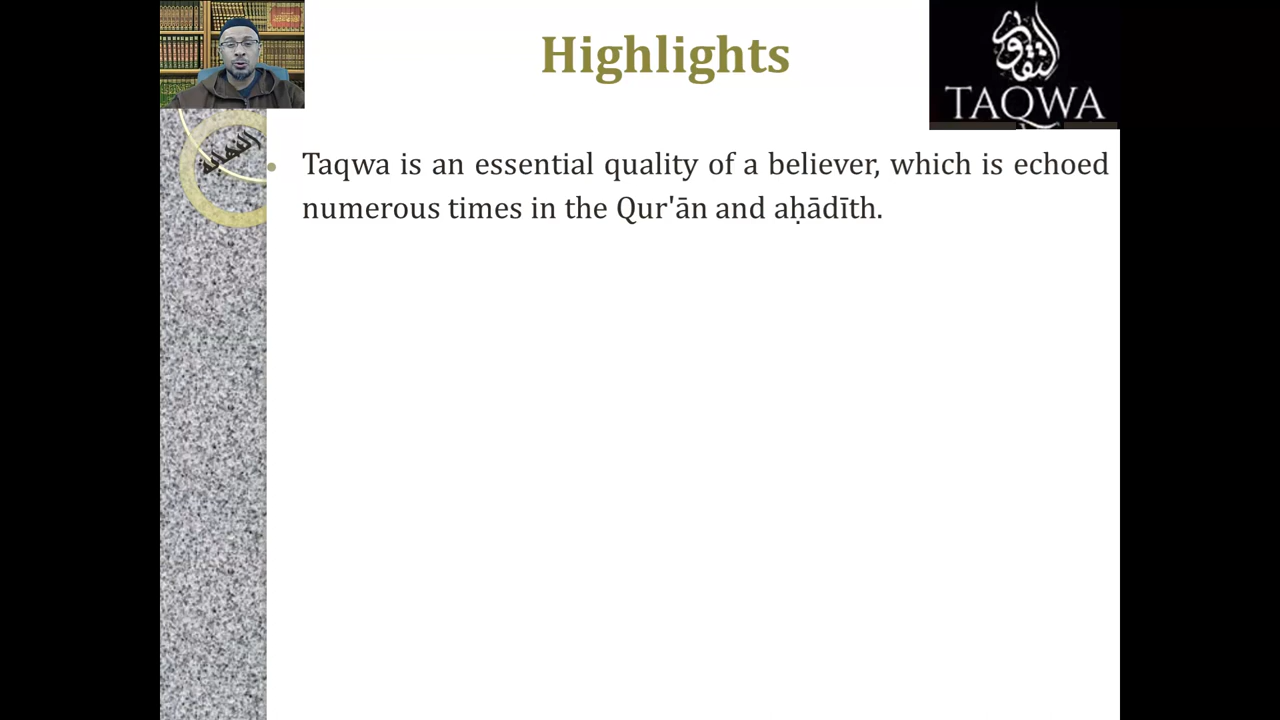 Highlights
التقوى
TAQWA
Taqwa is an essential quality of a believer, which is echoed
numerous times in the Qur'ān and aḥādīth.